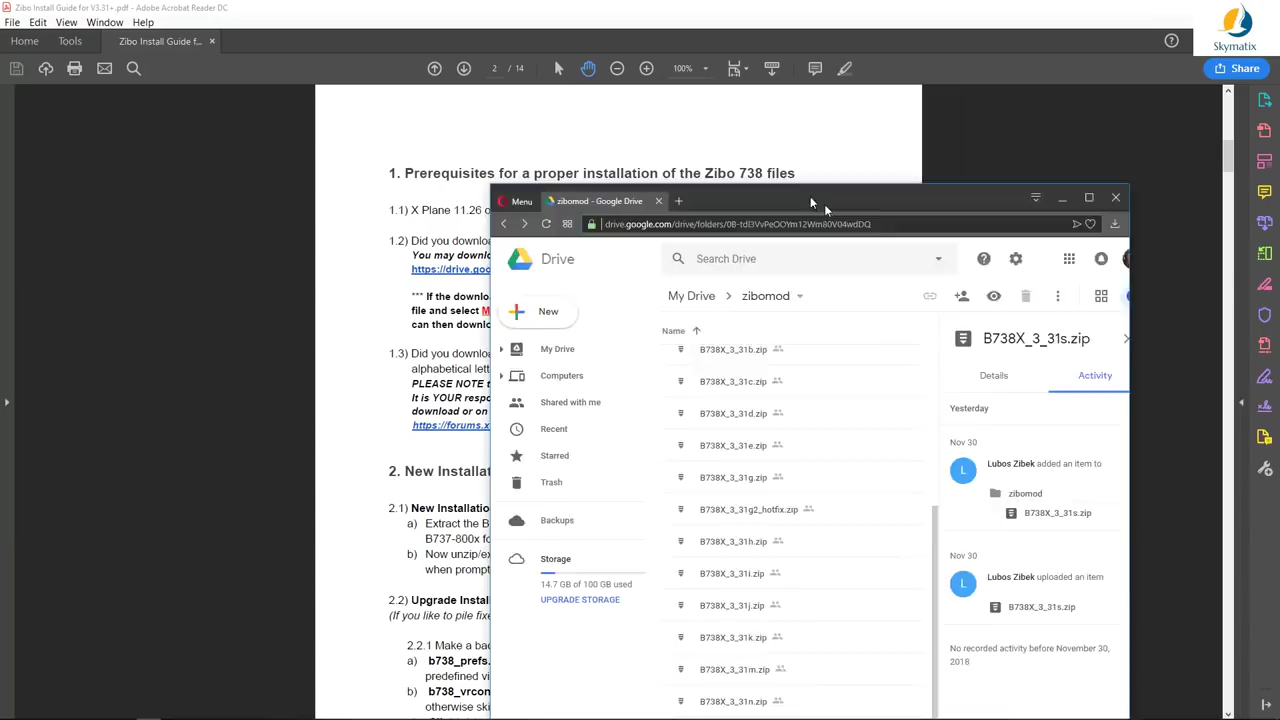 Zibo Install Guide for V3.31+.pdf - Adobe Acrobat Reader DC
File Edit View Window Help
Home Tools Zibo Install Guide f... ×
Skymatix
2 / 14 100% Share
1. Prerequisites for a proper installation of the Zibo 738 files
1.1) X Plane 11.26 o
1.2) Did you downlo
You may downlo
https://drive.goo
*** If the downlo
file and select M
can then downlo
1.3) Did you downlo
alphabetical lett
PLEASE NOTE t
It is YOUR respo
download or on
https://forums.x
2. New Installat
2.1) New Installatio
a) Extract the B
B737-800x fo
b) Now unzip/ex
when prompt
2.2) Upgrade Instal
(If you like to pile fixe
2.2.1 Make a bac
a) b738_prefs.
predefined vi
b) b738_vrcon
otherwise ski
Menu zibomod - Google Drive
drive.google.com/drive/folders/0B-tdl3VvPeOOYm12Wm80V04wdDQ
Drive
Search Drive
New
My Drive
Computers
Shared with me
Recent
Starred
Trash
Backups
Storage
14.7 GB of 100 GB used
UPGRADE STORAGE
My Drive zibomod
Name
B738X_3_31b.zip
B738X_3_31c.zip
B738X_3_31d.zip
B738X_3_31e.zip
B738X_3_31g.zip
B738X_3_31g2_hotfix.zip
B738X_3_31h.zip
B738X_3_31i.zip
B738X_3_31j.zip
B738X_3_31k.zip
B738X_3_31m.zip
B738X_3_31n.zip
B738X_3_31s.zip
Details Activity
Yesterday
Nov 30
L
Lubos Zibek added an item to
zibomod
B738X_3_31s.zip
Nov 30
L
Lubos Zibek uploaded an item
B738X_3_31s.zip
No recorded activity before November 30,
2018